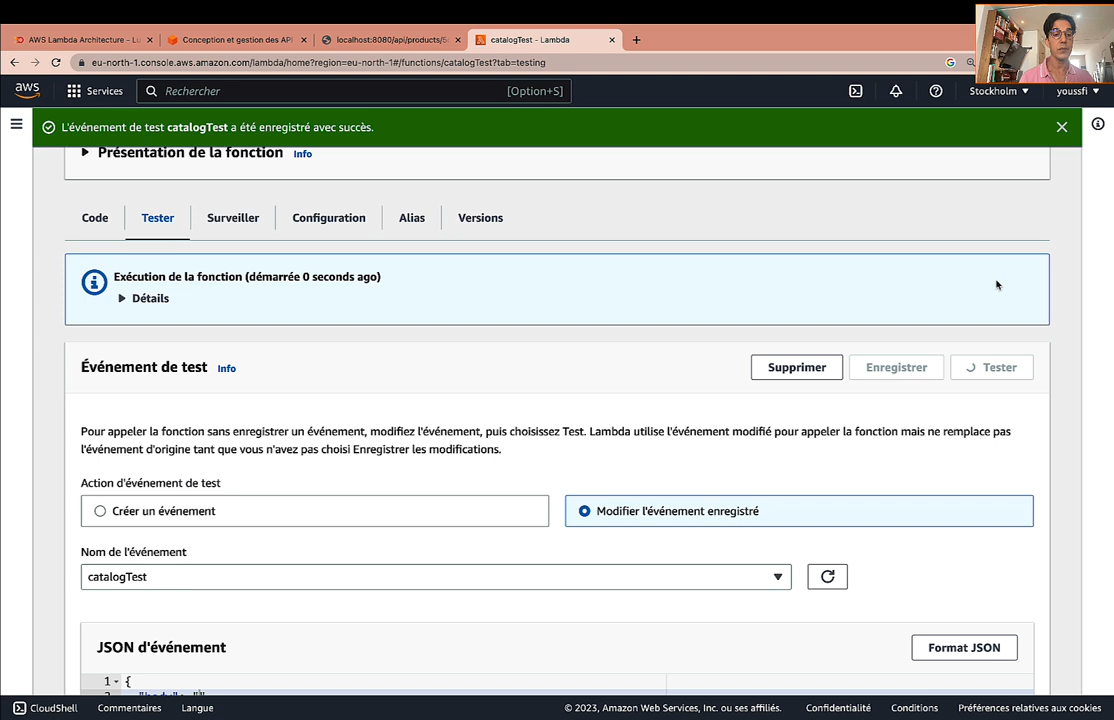 AWS Lambda Architecture - Lu
Conception et gestion des API
localhost:8080/api/products/5
catalogTest - Lambda
eu-north-1.console.aws.amazon.com/lambda/home?region=eu-north-1#/functions/catalogTest?tab=testing
aws
Services
Rechercher
[Option+S]
Stockholm
youssfi
L'événement de test catalogTest a été enregistré avec succès.
Présentation de la fonction Info
Code
Tester
Surveiller
Configuration
Alias
Versions
Exécution de la fonction (démarrée 0 seconds ago)
Détails
Événement de test Info
Supprimer
Enregistrer
Tester
Pour appeler la fonction sans enregistrer un événement, modifiez l'événement, puis choisissez Test. Lambda utilise l'événement modifié pour appeler la fonction mais ne remplace pas
l'événement d'origine tant que vous n'avez pas choisi Enregistrer les modifications.
Action d'événement de test
Créer un événement
Modifier l'événement enregistré
Nom de l'événement
catalogTest
JSON d'événement
Format JSON
1
{
CloudShell
Commentaires
Langue
© 2023, Amazon Web Services, Inc. ou ses affiliés.
Confidentialité
Conditions
Préférences relatives aux cookies